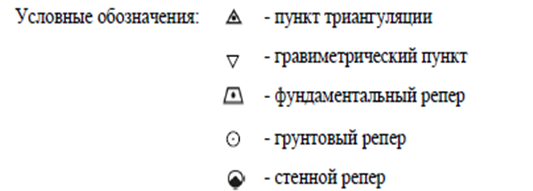 Условные обозначения: - пункт триангуляции
- гравиметрический пункт
- фундаментальный репер
- грунтовый репер
- стенной репер